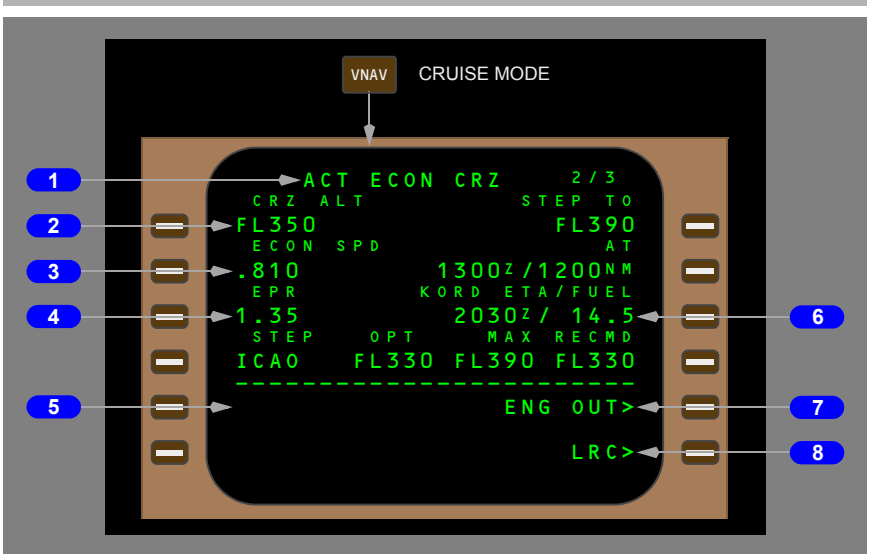 VNAV CRUISE MODE
1 ACT ECON CRZ 2/3
CRZ ALT STEP TO
2 FL350 FL390
ECON SPD AT
3 .810 1300Z/1200NM
EPR KORD ETA/FUEL
4 1.35 2030Z/ 14.5 6
STEP OPT MAX RECMD
ICAO FL330 FL390 FL330
------------------------
5 ENG OUT> 7
LRC> 8